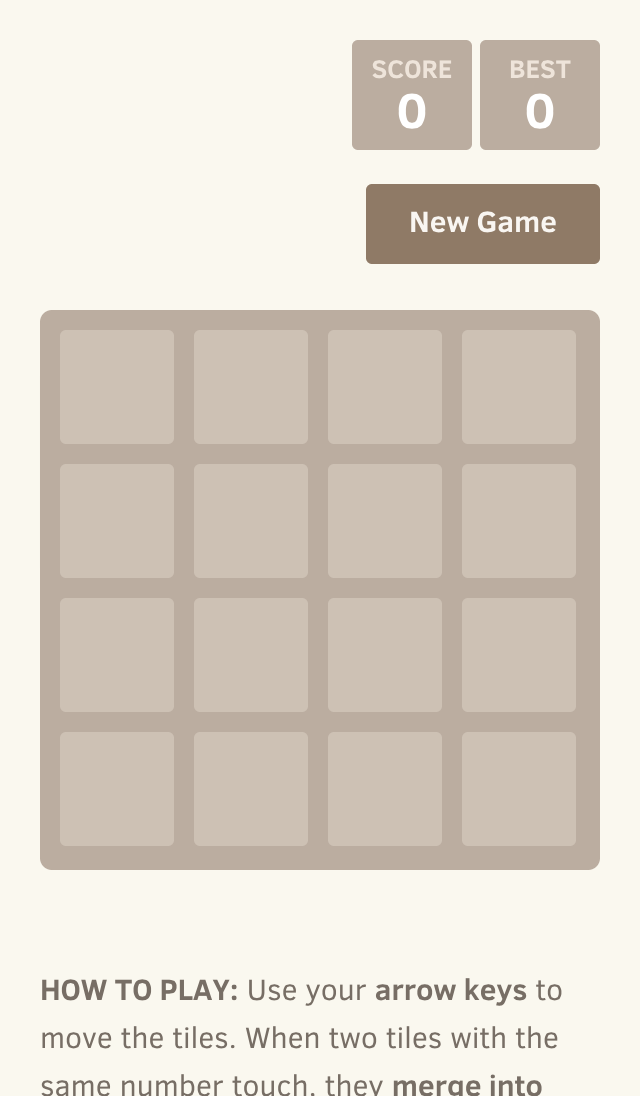 SCORE BEST
0 0
New Game
HOW TO PLAY: Use your arrow keys to
move the tiles. When two tiles with the
same number touch, they merge into